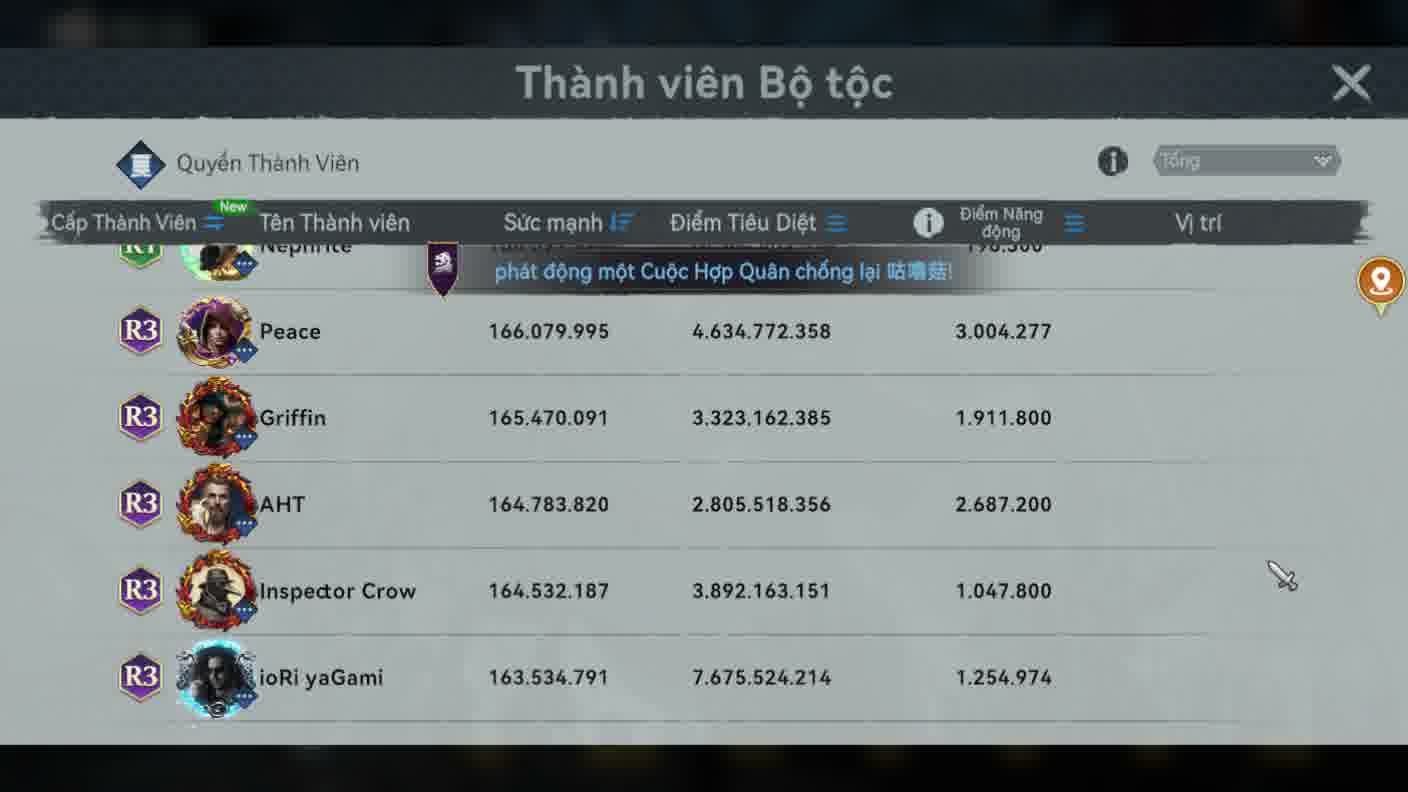 Thành viên Bộ tộc
Quyển Thành Viên
Tổng
New
Cấp Thành Viên Tên Thành viên Sức mạnh Điểm Tiêu Diệt Điểm Năng động Vị trí
Nephrite
phát động một Cuộc Hợp Quân chống lại 咕噜菇!
R3 Peace 166.079.995 4.634.772.358 3.004.277
R3 Griffin 165.470.091 3.323.162.385 1.911.800
R3 AHT 164.783.820 2.805.518.356 2.687.200
R3 Inspector Crow 164.532.187 3.892.163.151 1.047.800
R3 ioRi yaGami 163.534.791 7.675.524.214 1.254.974